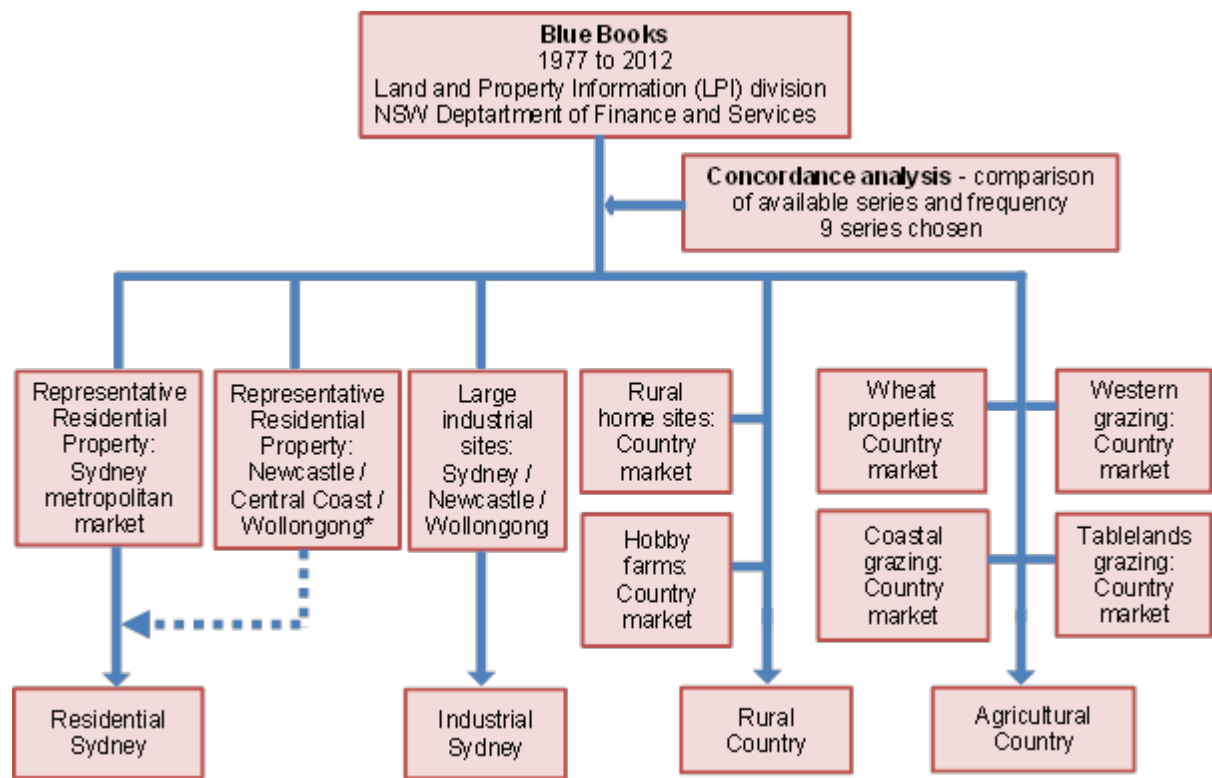 Blue Books
1977 to 2012
Land and Property Information (LPI) division
NSW Deptartment of Finance and Services
Concordance analysis - comparison
of available series and frequency
9 series chosen
Representative
Residential
Property:
Sydney
metropolitan
market
Representative
Residential
Property:
Newcastle /
Central Coast /
Wollongong*
Large
industrial
sites:
Sydney /
Newcastle /
Wollongong
Rural
home sites:
Country
market
Hobby
farms:
Country
market
Wheat
properties:
Country
market
Western
grazing:
Country
market
Coastal
grazing:
Country
market
Tablelands
grazing:
Country
market
Residential
Sydney
Industrial
Sydney
Rural
Country
Agricultural
Country